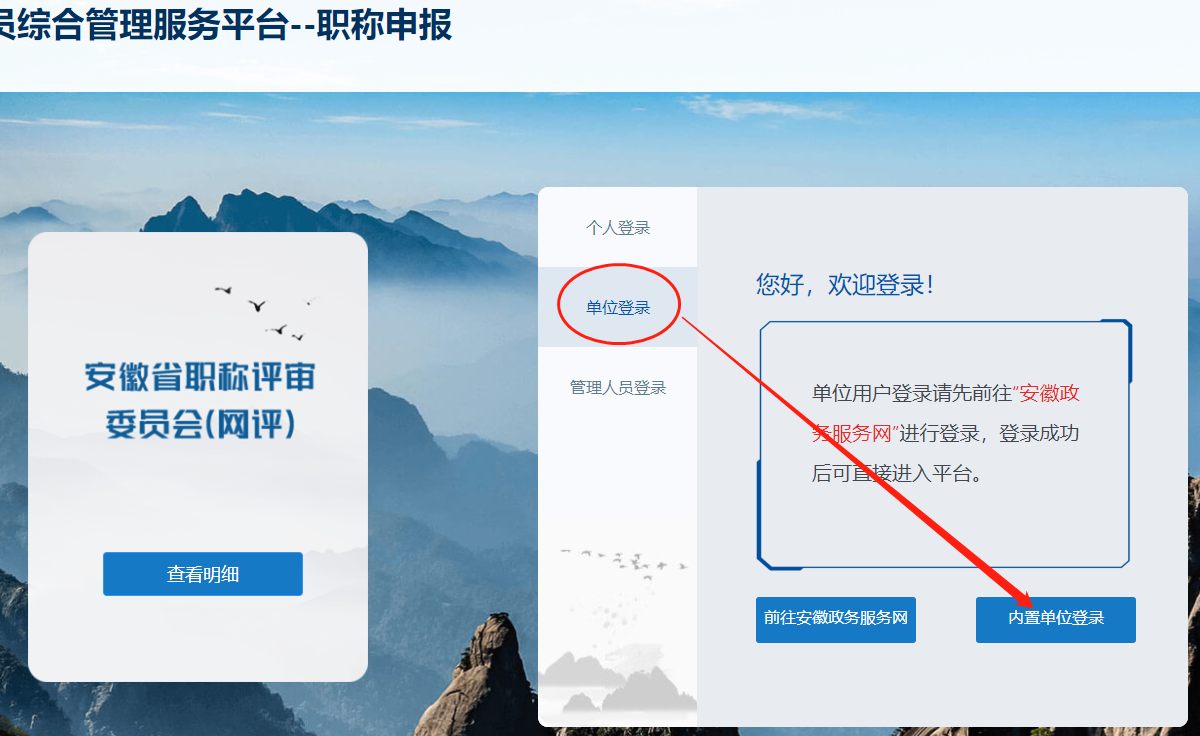 员综合管理服务平台--职称申报
安徽省职称评审
委员会(网评)
查看明细
个人登录
单位登录
管理人员登录
您好，欢迎登录！
单位用户登录请先前往“安徽政
务服务网”进行登录，登录成功
后可直接进入平台。
前往安徽政务服务网
内置单位登录